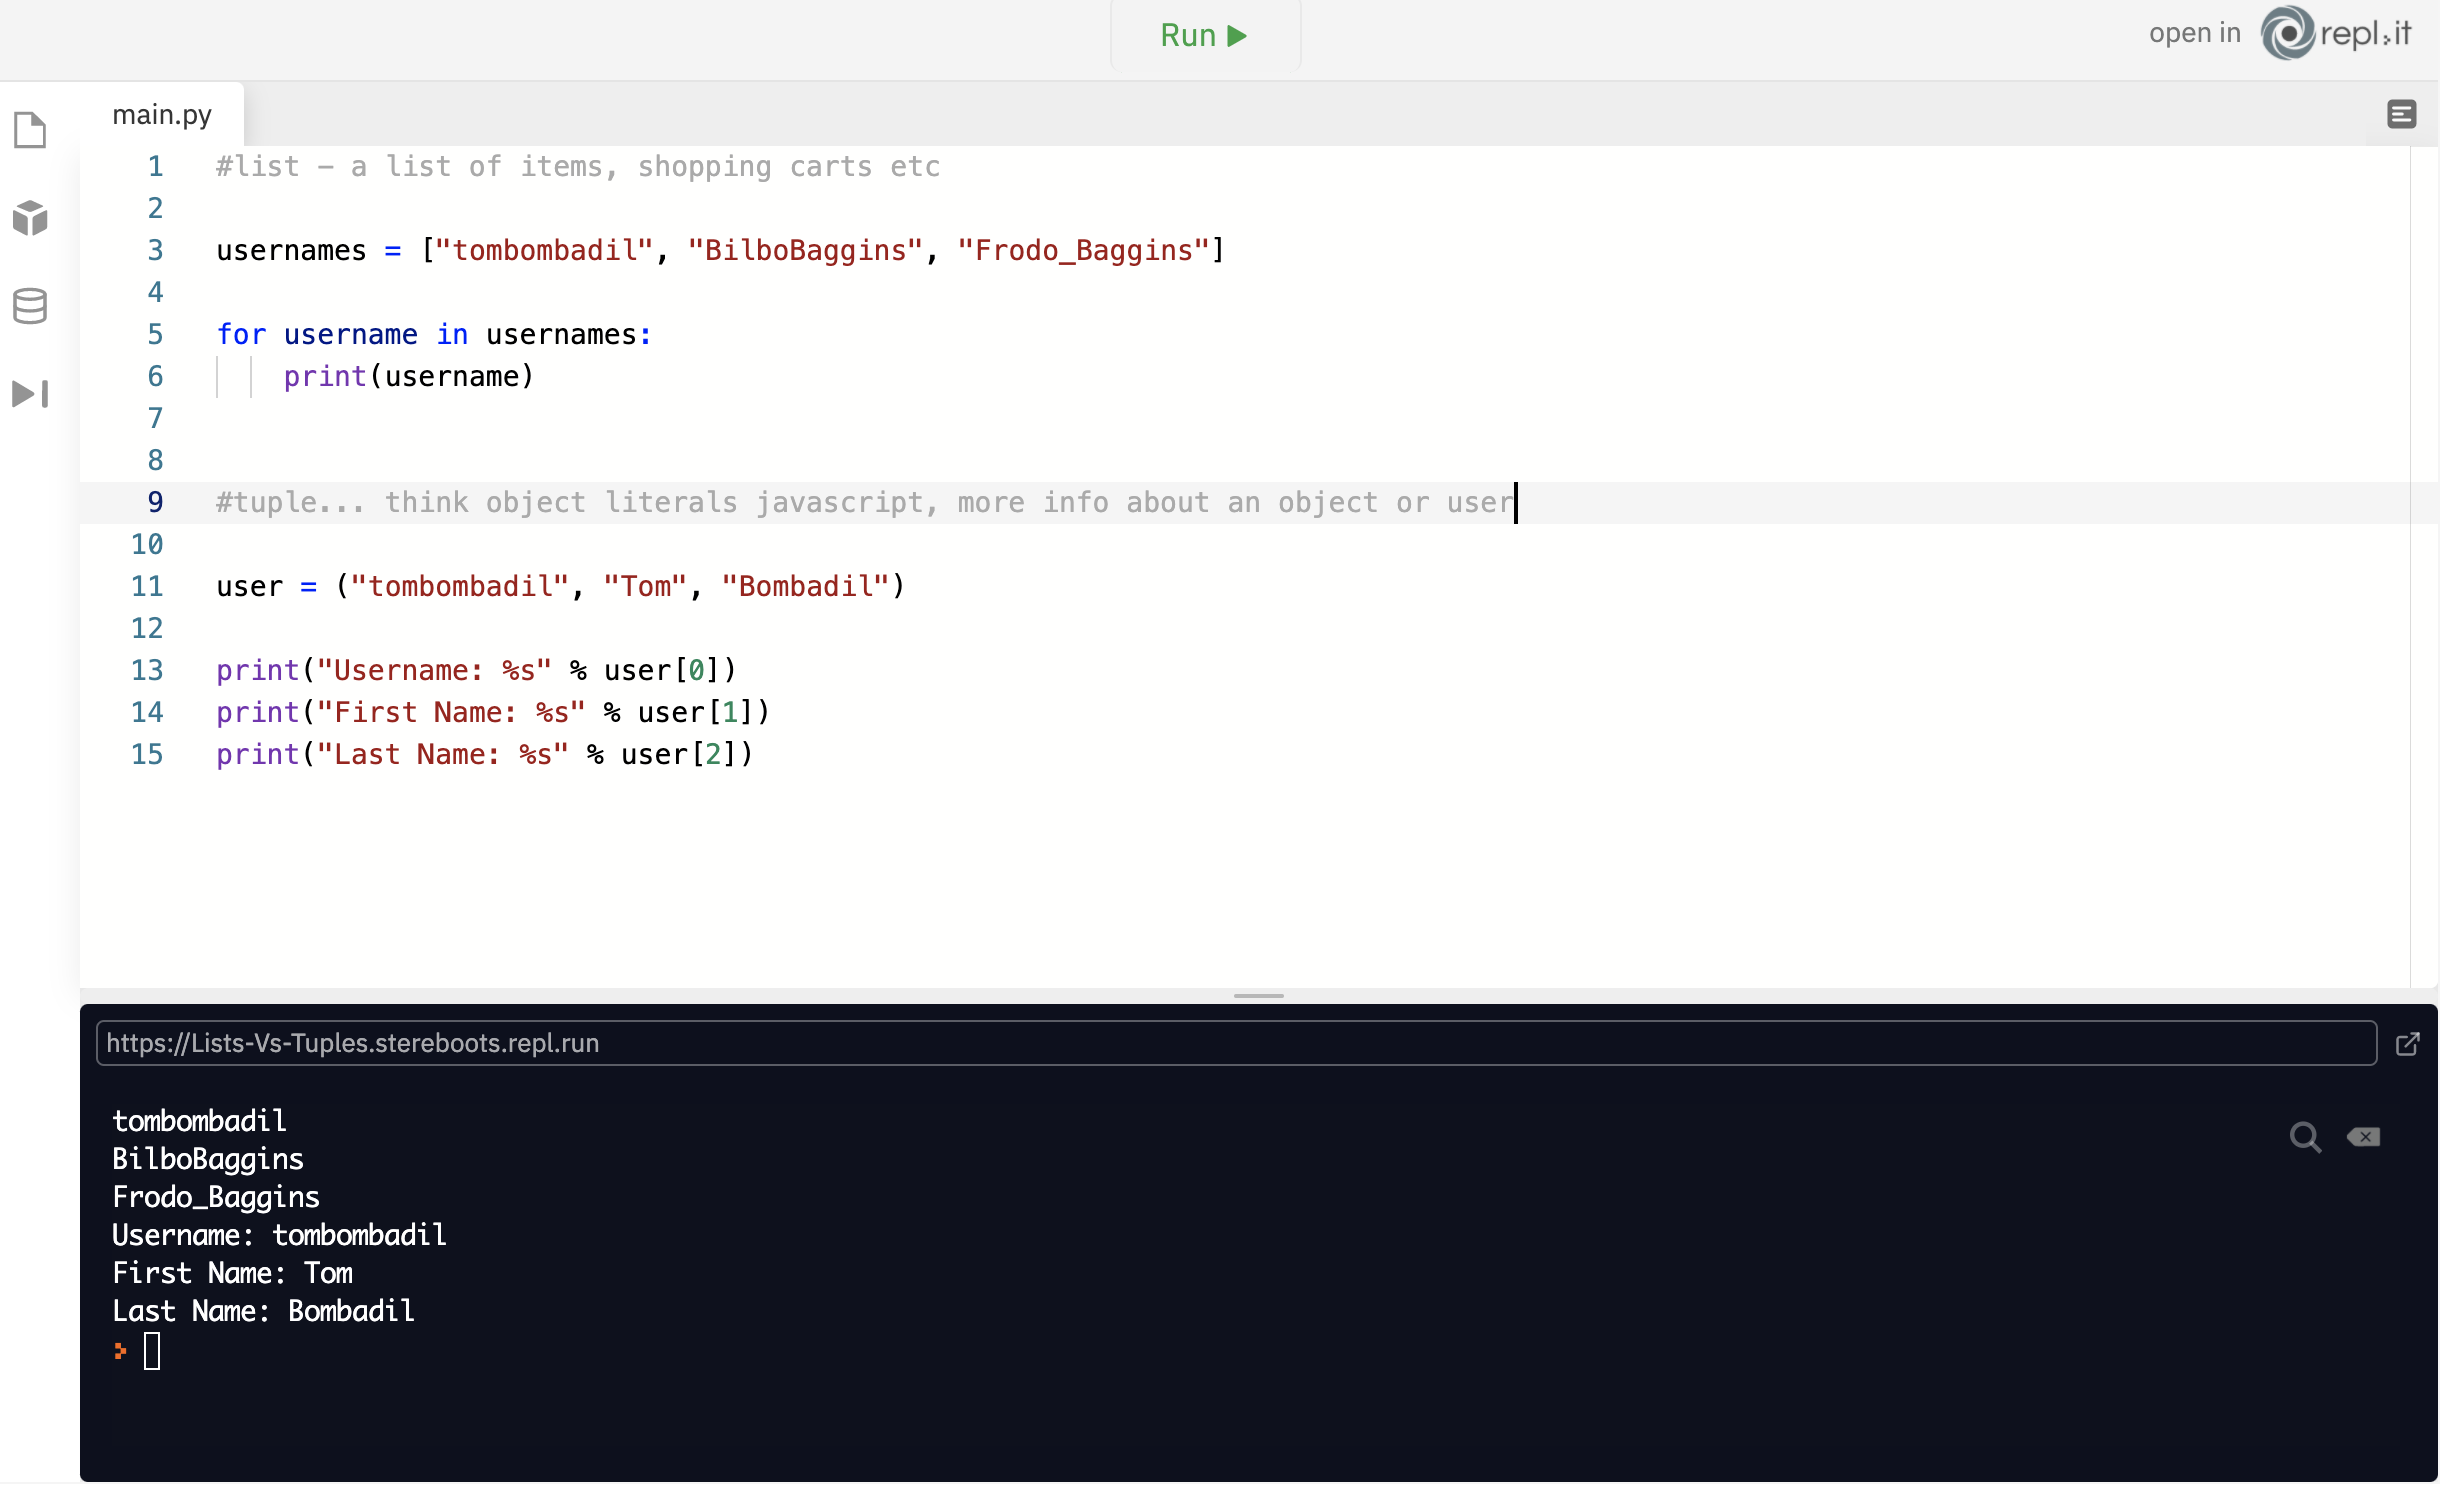 Run
open in repl.it
main.py
1 #list - a list of items, shopping carts etc
2
3 usernames = ["tombombadil", "BilboBaggins", "Frodo_Baggins"]
4
5 for username in usernames:
6 print(username)
7
8
9 #tuple... think object literals javascript, more info about an object or user
10
11 user = ("tombombadil", "Tom", "Bombadil")
12
13 print("Username: %s" % user[0])
14 print("First Name: %s" % user[1])
15 print("Last Name: %s" % user[2])
https://Lists-Vs-Tuples.stereboots.repl.run
tombombadil
BilboBaggins
Frodo_Baggins
Username: tombombadil
First Name: Tom
Last Name: Bombadil